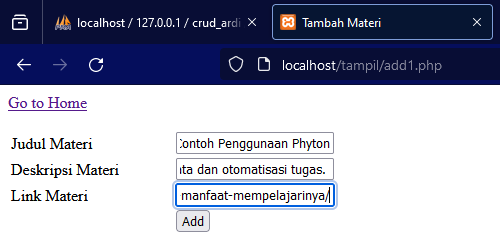 localhost / 127.0.0.1 / crud_ardi
Tambah Materi
localhost/tampil/add1.php
Go to Home
Judul Materi
Contoh Penggunaan Phyton
Deskripsi Materi
ata dan otomatisasi tugas.
Link Materi
manfaat-mempelajarinya/
Add